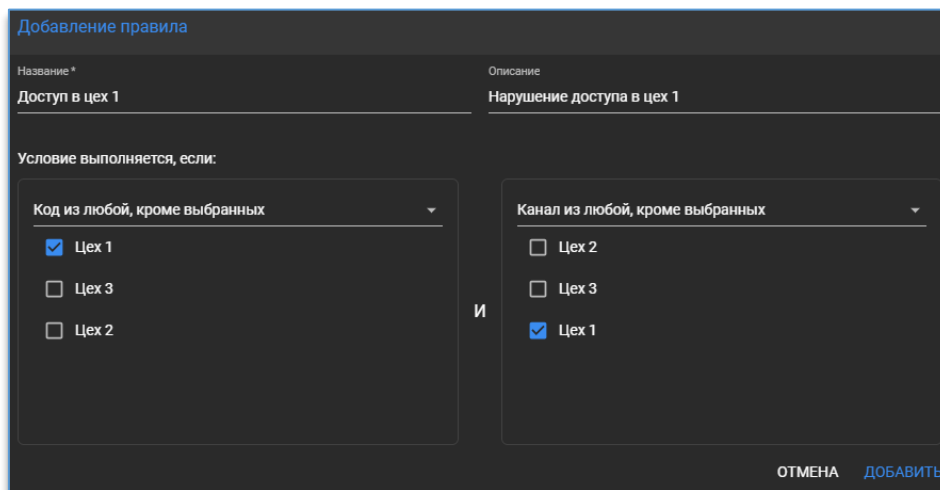 Добавление правила
Название *
Доступ в цех 1
Описание
Нарушение доступа в цех 1
Условие выполняется, если:
Код из любой, кроме выбранных
Цех 1
Цех 3
Цех 2
И
Канал из любой, кроме выбранных
Цех 2
Цех 3
Цех 1
ОТМЕНА
ДОБАВИТЬ